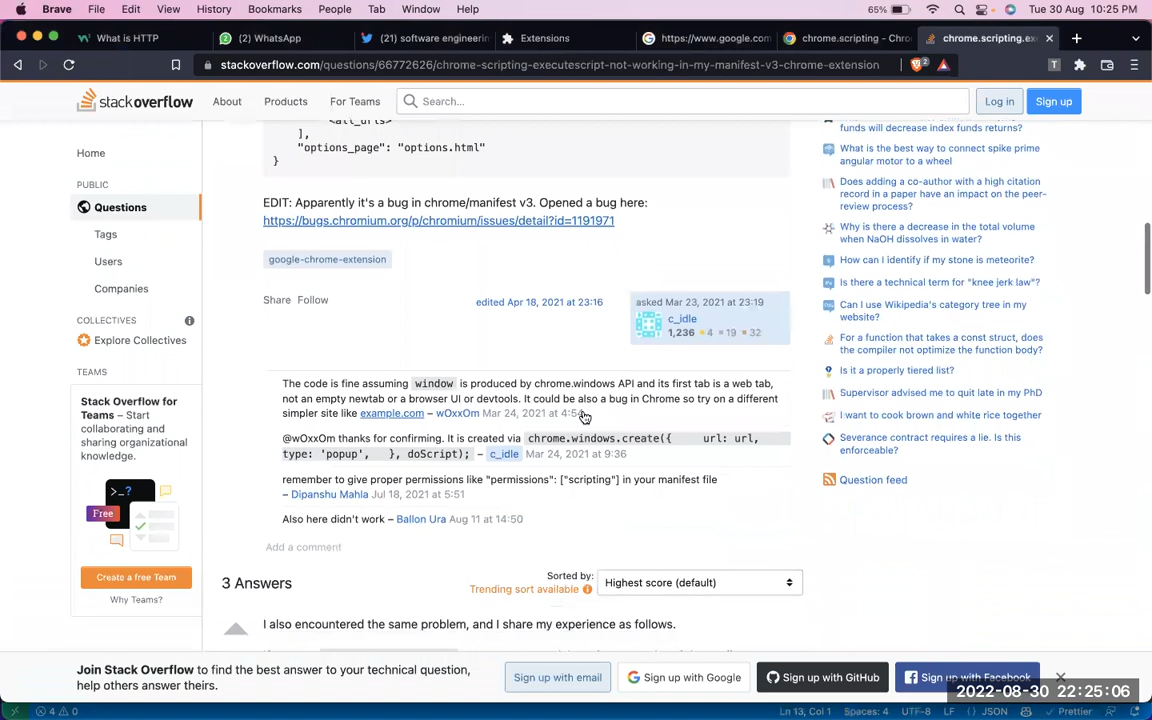 Brave File Edit View History Bookmarks People Tab Window Help 65% Tue 30 Aug 10:25 PM
What is HTTP
(2) WhatsApp
(21) software engineerin
Extensions
https://www.google.com
chrome.scripting - Chro
chrome.scripting.ex
stackoverflow.com/questions/66772626/chrome-scripting-executescript-not-working-in-my-manifest-v3-chrome-extension
2
T
stack overflow
About
Products
For Teams
Search...
Log in
Sign up
Home
PUBLIC
Questions
Tags
Users
Companies
COLLECTIVES
Explore Collectives
TEAMS
Stack Overflow for
Teams – Start
collaborating and
sharing organizational
knowledge.
>_?
Free
Create a free Team
Why Teams?
<all_urls>
],
"options_page": "options.html"
}
EDIT: Apparently it's a bug in chrome/manifest v3. Opened a bug here:
https://bugs.chromium.org/p/chromium/issues/detail?id=1191971
google-chrome-extension
Share Follow
edited Apr 18, 2021 at 23:16
asked Mar 23, 2021 at 23:19
c_idle
1,236 4 19 32
The code is fine assuming window is produced by chrome.windows API and its first tab is a web tab,
not an empty newtab or a browser UI or devtools. It could be also a bug in Chrome so try on a different
simpler site like example.com – wOxxOm Mar 24, 2021 at 4:54
@wOxxOm thanks for confirming. It is created via chrome.windows.create({ url: url,
type: 'popup', }, doScript); – c_idle Mar 24, 2021 at 9:36
remember to give proper permissions like "permissions": ["scripting"] in your manifest file
– Dipanshu Mahla Jul 18, 2021 at 5:51
Also here didn't work – Ballon Ura Aug 11 at 14:50
Add a comment
3 Answers
Sorted by:
Trending sort available
Highest score (default)
I also encountered the same problem, and I share my experience as follows.
funds will decrease index funds returns?
What is the best way to connect spike prime
angular motor to a wheel
Does adding a co-author with a high citation
record in a paper have an impact on the peer-
review process?
Why is there a decrease in the total volume
when NaOH dissolves in water?
How can I identify if my stone is meteorite?
Is there a technical term for "knee jerk law"?
Can I use Wikipedia's category tree in my
website?
For a function that takes a const struct, does
the compiler not optimize the function body?
Is it a properly tiered list?
Supervisor advised me to quit in late my PhD
I want to cook brown and white rice together
Severance contract requires a lie. Is this
enforceable?
Question feed
Join Stack Overflow to find the best answer to your technical question,
help others answer theirs.
Sign up with email
Sign up with Google
Sign up with GitHub
Sign up with Facebook
2022-08-30 22:25:06
4 0
Ln 13, Col 1 Spaces: 4 UTF-8 LF {} JSON Prettier